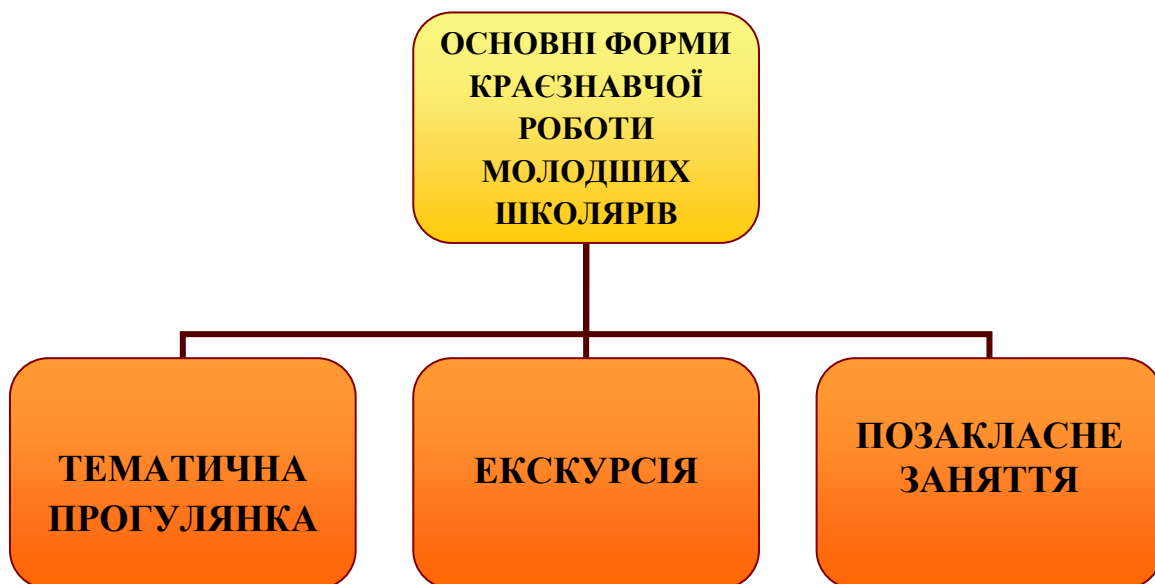 ОСНОВНІ ФОРМИ
КРАЄЗНАВЧОЇ
РОБОТИ
МОЛОДШИХ
ШКОЛЯРІВ
ТЕМАТИЧНА
ПРОГУЛЯНКА
ЕКСКУРСІЯ
ПОЗАКЛАСНЕ
ЗАНЯТТЯ